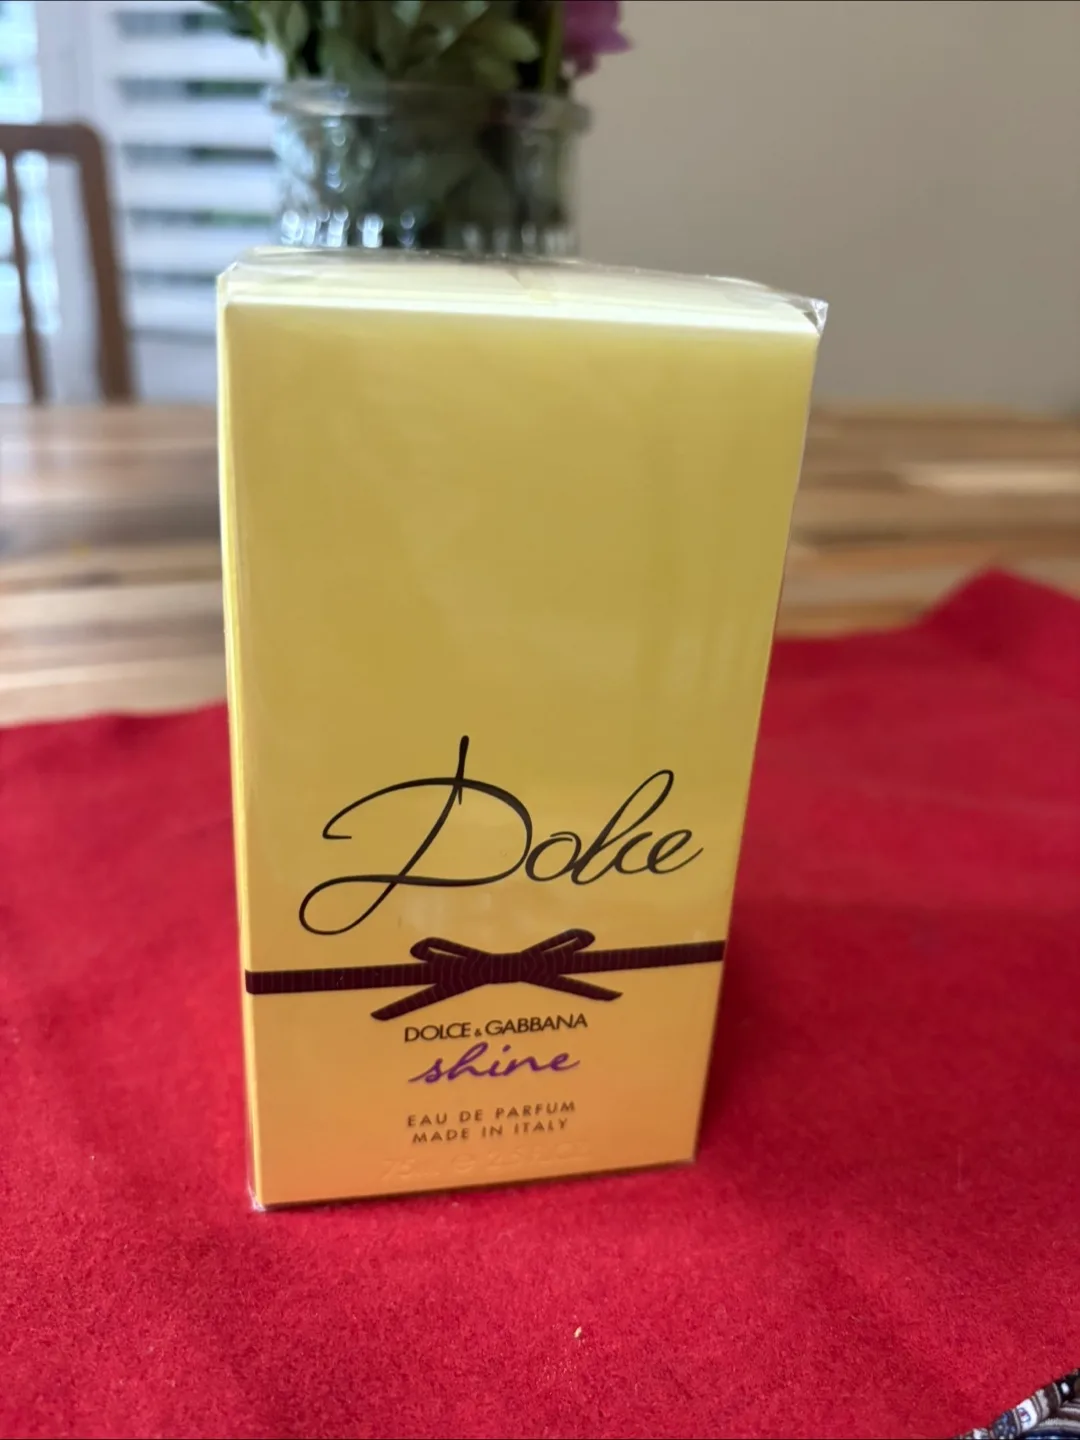 Dolce
DOLCE & GABBANA
shine
EAU DE PARFUM
MADE IN ITALY